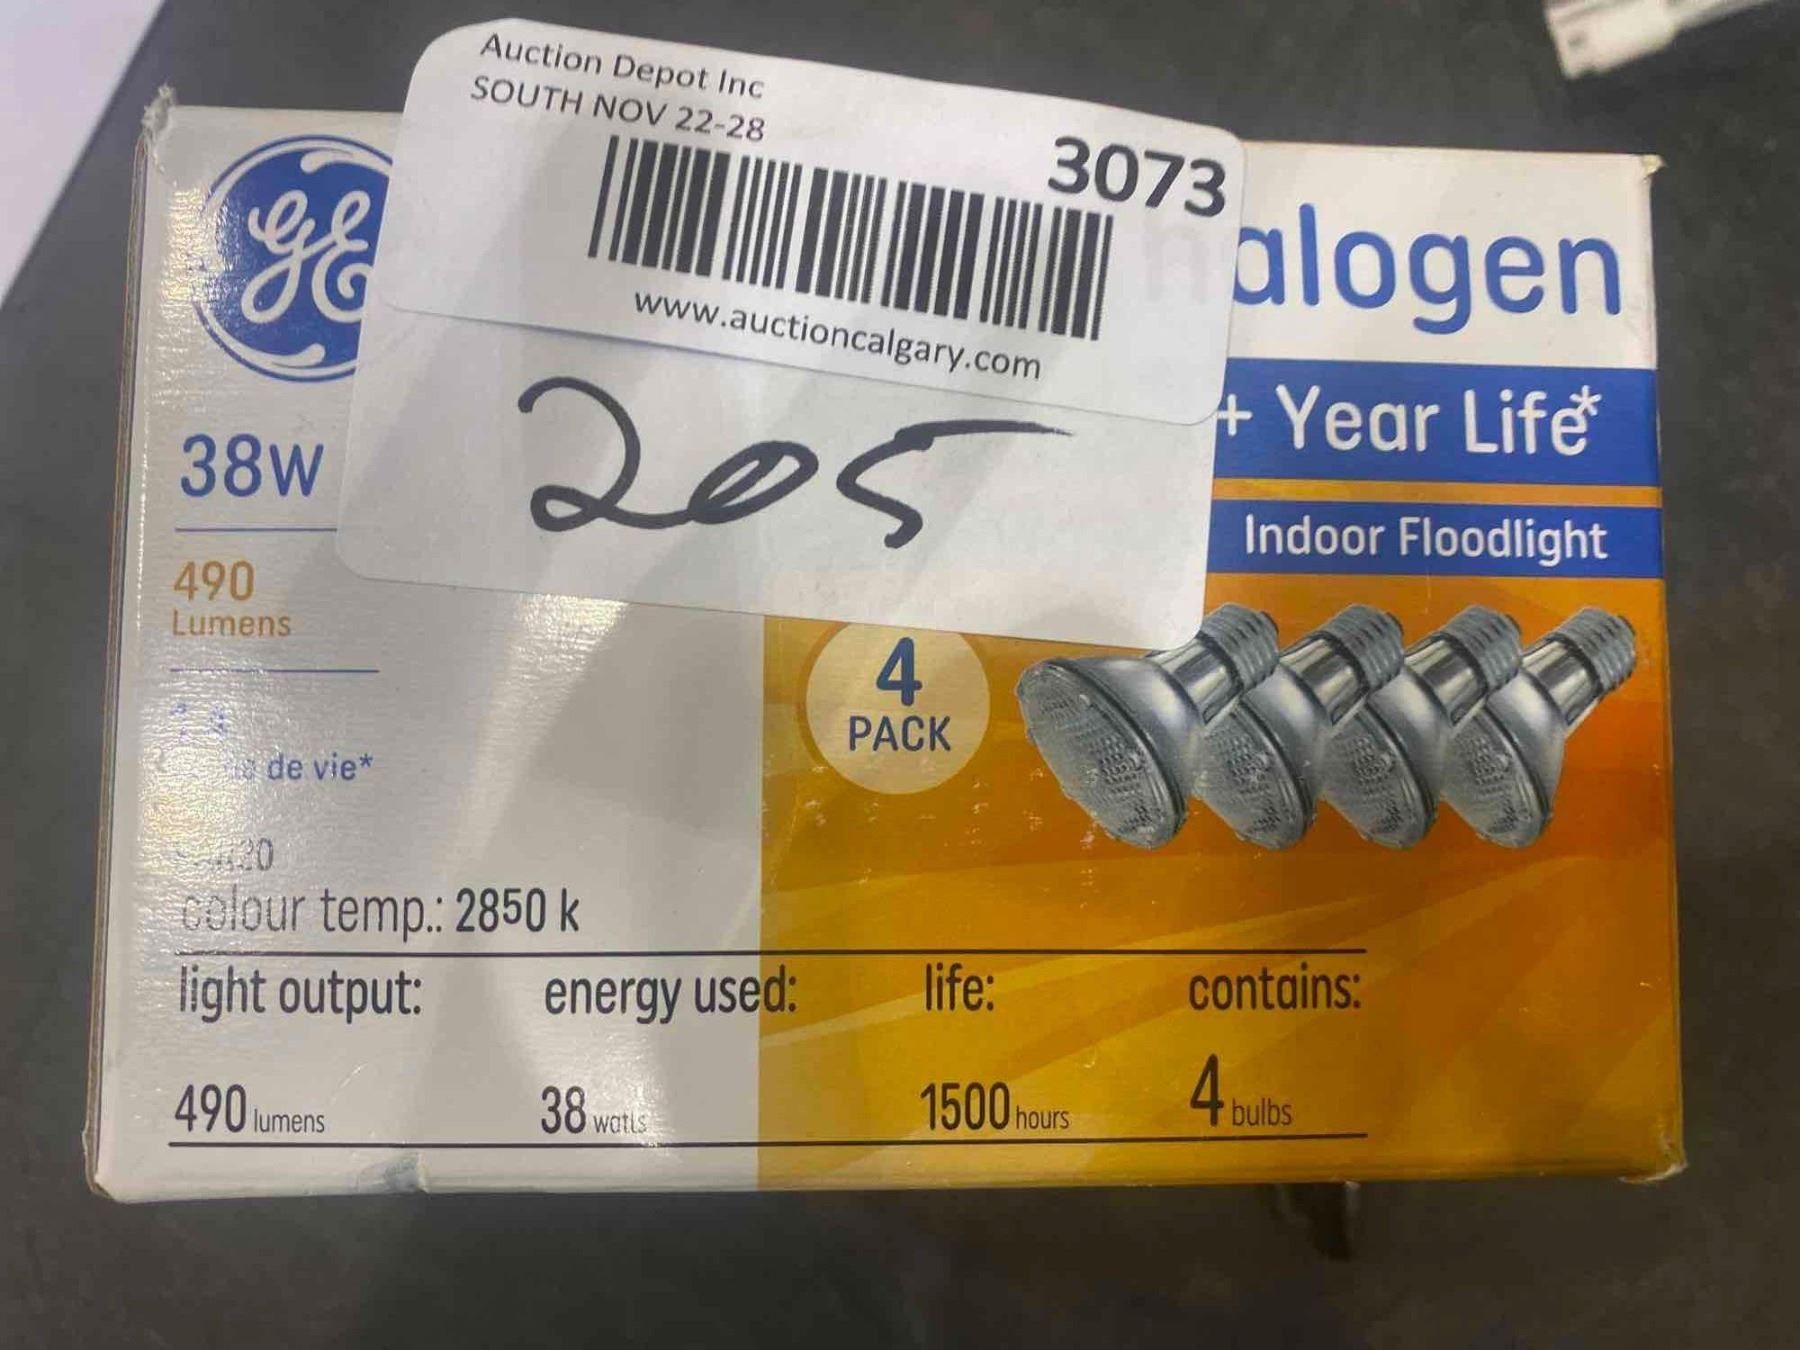 Auction Depot Inc
SOUTH NOV 22-28
3073
www.auctioncalgary.com
205
GE
halogen
+ Year Life*
Indoor Floodlight
38W
490
Lumens
de vie*
4
PACK
colour temp.: 2850 k
light output: energy used: life: contains:
490 lumens 38 watts 1500 hours 4 bulbs